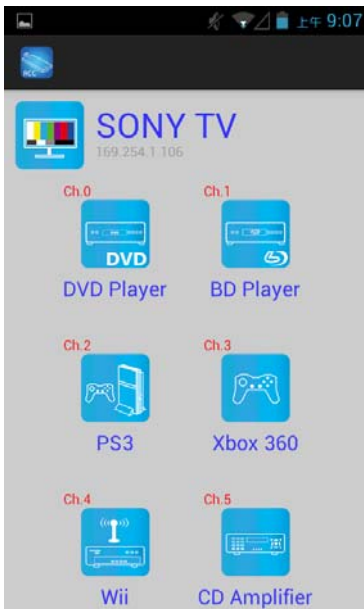 上午 9:07
HCC
SONY TV
169.254.1.106
Ch.0
Ch.1
DVD
DVD Player
BD Player
Ch.2
Ch.3
PS3
Xbox 360
Ch.4
Ch.5
Wii
CD Amplifier